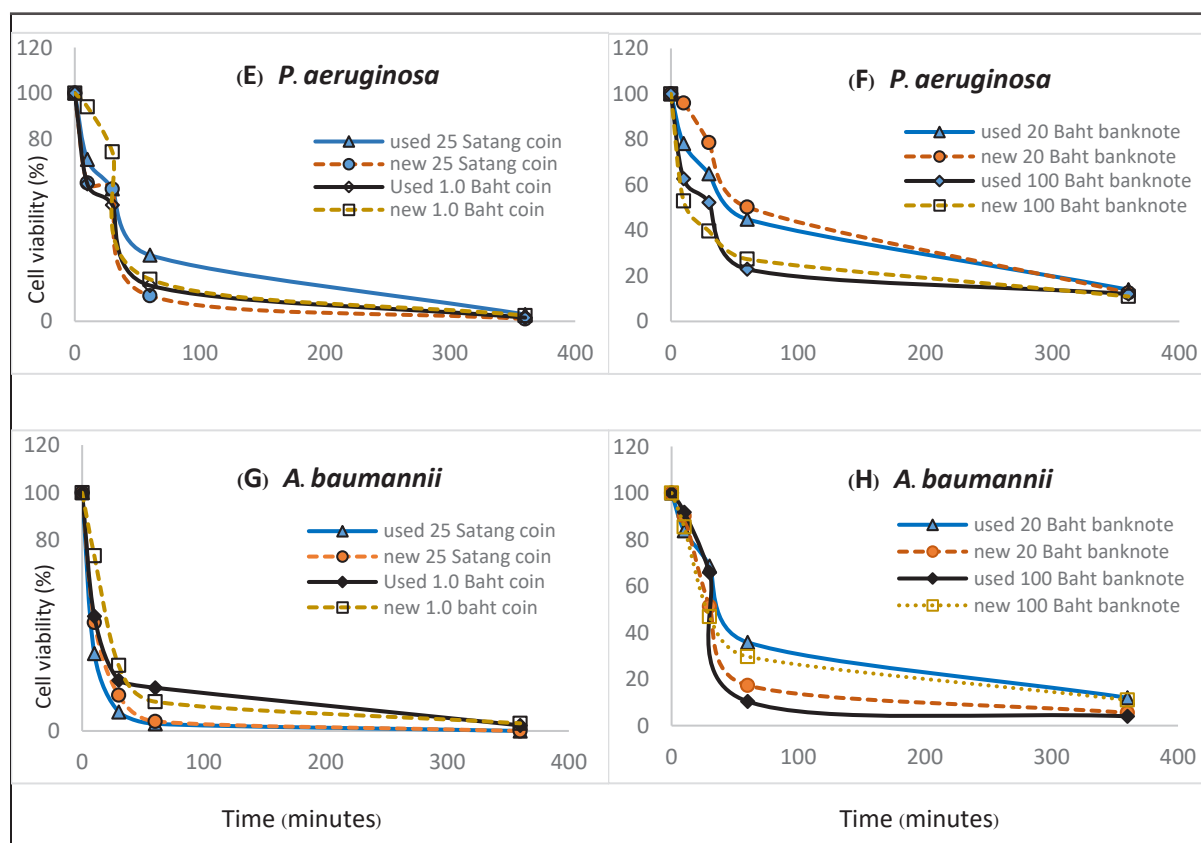 (E) P. aeruginosa
Cell viability (%)
120
100
80
60
40
20
0
0 100 200 300 400
used 25 Satang coin
new 25 Satang coin
Used 1.0 Baht coin
new 1.0 Baht coin
(F) P. aeruginosa
120
100
80
60
40
20
0
0 100 200 300 400
used 20 Baht banknote
new 20 Baht banknote
used 100 Baht banknote
new 100 Baht banknote
(G) A. baumannii
Cell viability (%)
120
100
80
60
40
20
0
0 100 200 300 400
used 25 Satang coin
new 25 Satang coin
Used 1.0 Baht coin
new 1.0 baht coin
Time (minutes)
(H) A. baumannii
120
100
80
60
40
20
0
0 100 200 300 400
used 20 Baht banknote
new 20 Baht banknote
used 100 Baht banknote
new 100 Baht banknote
Time (minutes)